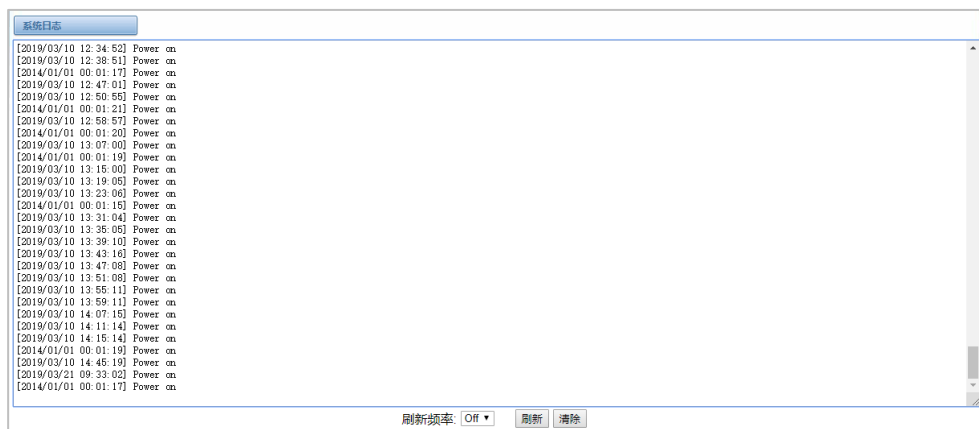 系统日志
[2019/03/10 12:34:52] Power on
[2019/03/10 12:38:51] Power on
[2014/01/01 00:01:17] Power on
[2019/03/10 12:47:01] Power on
[2019/03/10 12:50:55] Power on
[2014/01/01 00:01:21] Power on
[2019/03/10 12:58:57] Power on
[2014/01/01 00:01:20] Power on
[2019/03/10 13:07:00] Power on
[2014/01/01 00:01:19] Power on
[2019/03/10 13:15:00] Power on
[2019/03/10 13:19:05] Power on
[2019/03/10 13:23:06] Power on
[2014/01/01 00:01:15] Power on
[2019/03/10 13:31:04] Power on
[2019/03/10 13:35:05] Power on
[2019/03/10 13:39:10] Power on
[2019/03/10 13:43:16] Power on
[2019/03/10 13:47:08] Power on
[2019/03/10 13:51:08] Power on
[2019/03/10 13:55:11] Power on
[2019/03/10 13:59:11] Power on
[2019/03/10 14:07:15] Power on
[2019/03/10 14:11:14] Power on
[2019/03/10 14:15:14] Power on
[2014/01/01 00:01:19] Power on
[2019/03/10 14:45:19] Power on
[2019/03/21 09:33:02] Power on
[2014/01/01 00:01:17] Power on
刷新频率: Off 刷新 清除